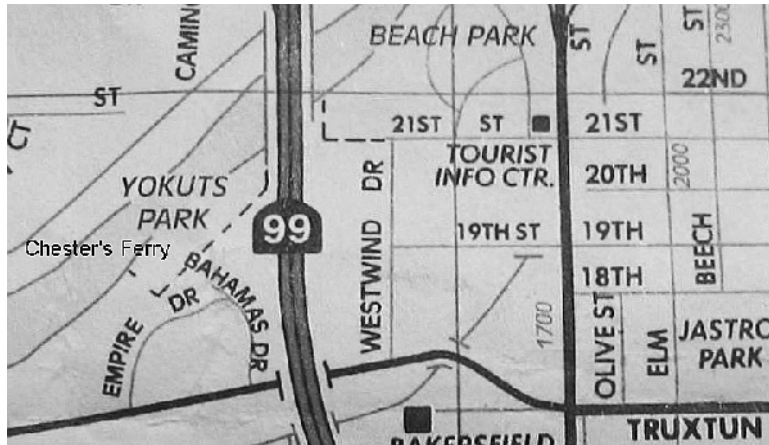 BEACH PARK
CAMIN
ST
ST
ST
2300
22ND
ST
CT
21ST ST
21ST
TOURIST
INFO CTR.
DR
20TH
2000
YOKUTS
PARK
99
19TH ST
19TH
Chester's Ferry
18TH
BEECH
BAHAMAS DR
EMPIRE DR
WESTWIND
1700
OLIVE ST
ELM
JASTRO
PARK
BAKERSFIELD
TRUXTUN